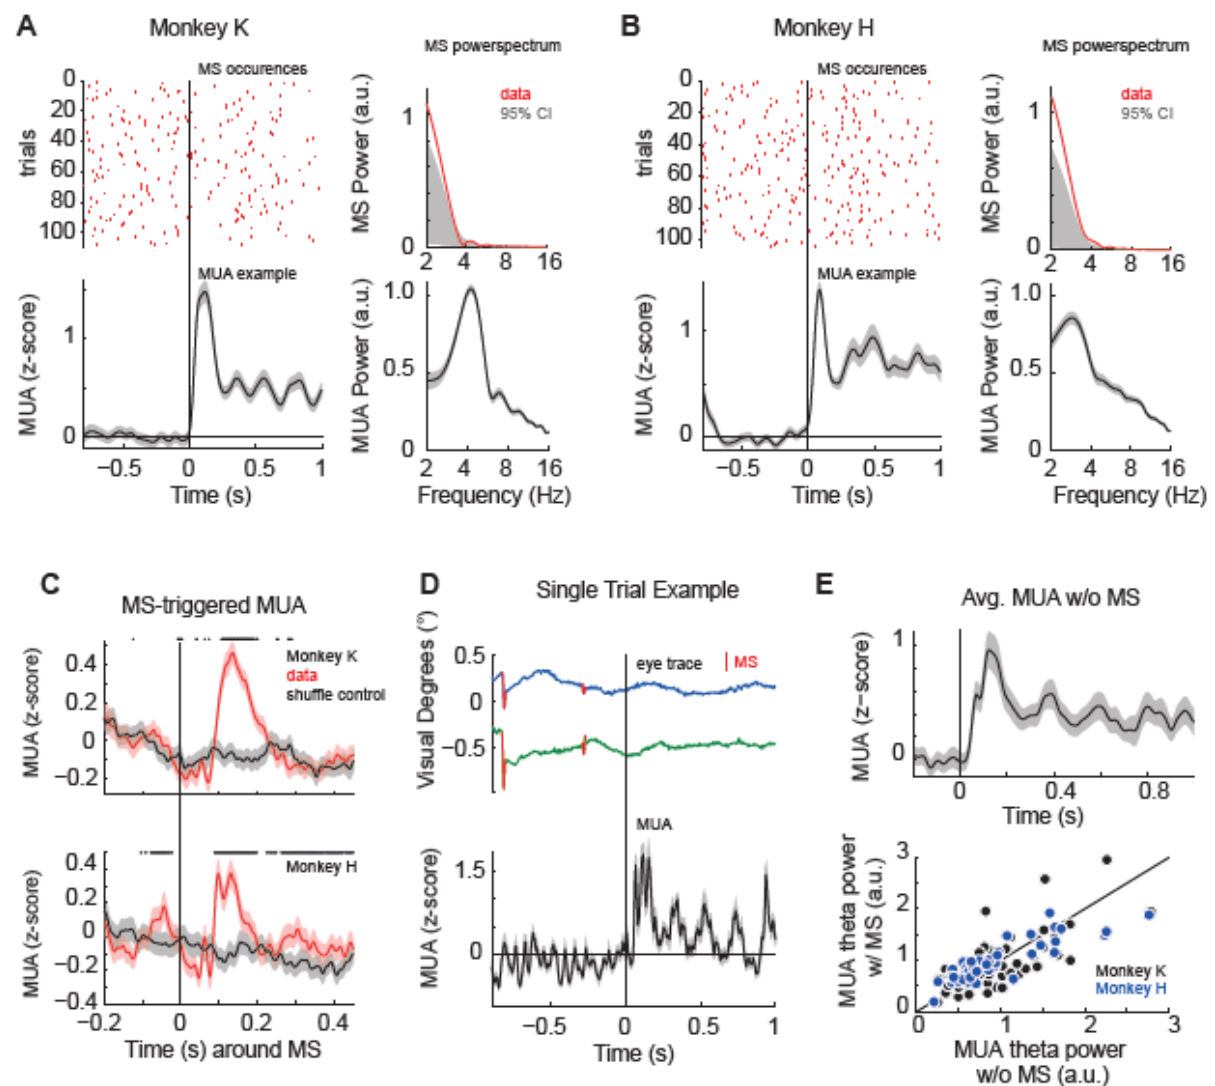 A
Monkey K
MS occurences
trials
0
20
40
60
80
100
MS powerspectrum
MS Power (a.u.)
data
95% CI
1
0
2 4 8 16
MUA example
MUA (z-score)
1
0
−0.5 0 0.5 1
Time (s)
MUA Power (a.u.)
1.0
0.5
0
2 4 8 16
Frequency (Hz)
B
Monkey H
MS occurences
trials
0
20
40
60
80
100
MS powerspectrum
MS Power (a.u.)
data
95% CI
1
0
2 4 8 16
MUA example
MUA (z-score)
1
0
−0.5 0 0.5 1
Time (s)
MUA Power (a.u.)
1.0
0.5
0
2 4 8 16
Frequency (Hz)
C
MS-triggered MUA
MUA (z-score)
0.4
0.2
0
−0.2
Monkey K
data
shuffle control
MUA (z-score)
0.4
0.2
0
−0.2
−0.4
Monkey H
−0.2 0 0.2 0.4
Time (s) around MS
D
Single Trial Example
Visual Degrees (°)
0.5
0
−0.5
eye trace
MS
MUA
MUA (z-score)
1.5
0
−0.5 0 0.5 1
Time (s)
E
Avg. MUA w/o MS
MUA (z−score)
1
0
0 0.4 0.8
Time (s)
MUA theta power
w/ MS (a.u.)
3
2
1
0
Monkey K
Monkey H
0 1 2 3
MUA theta power
w/o MS (a.u.)